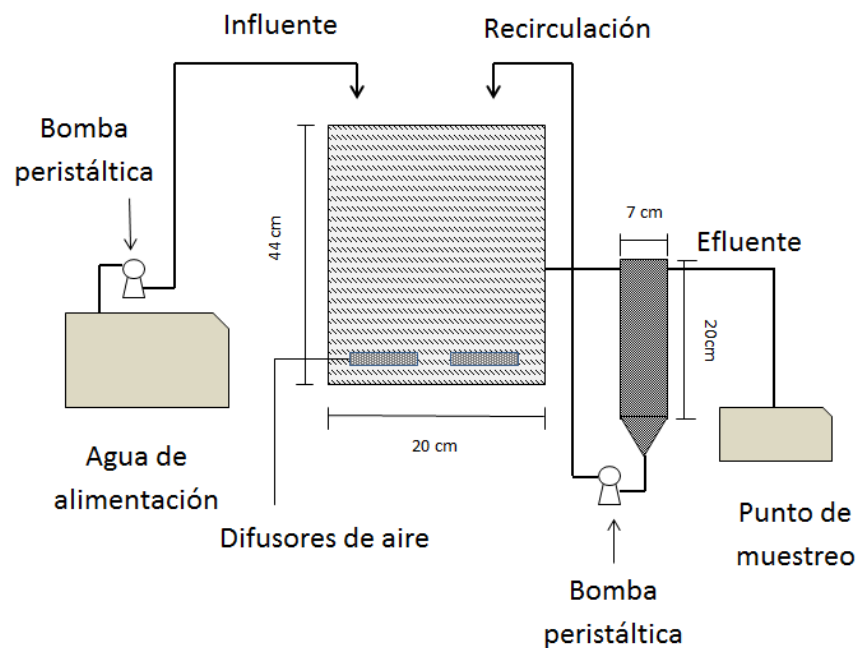 Influente
Recirculación
Bomba
peristáltica
44 cm
7 cm
Efluente
20cm
20 cm
Agua de
alimentación
Difusores de aire
Punto de
muestreo
Bomba
peristáltica